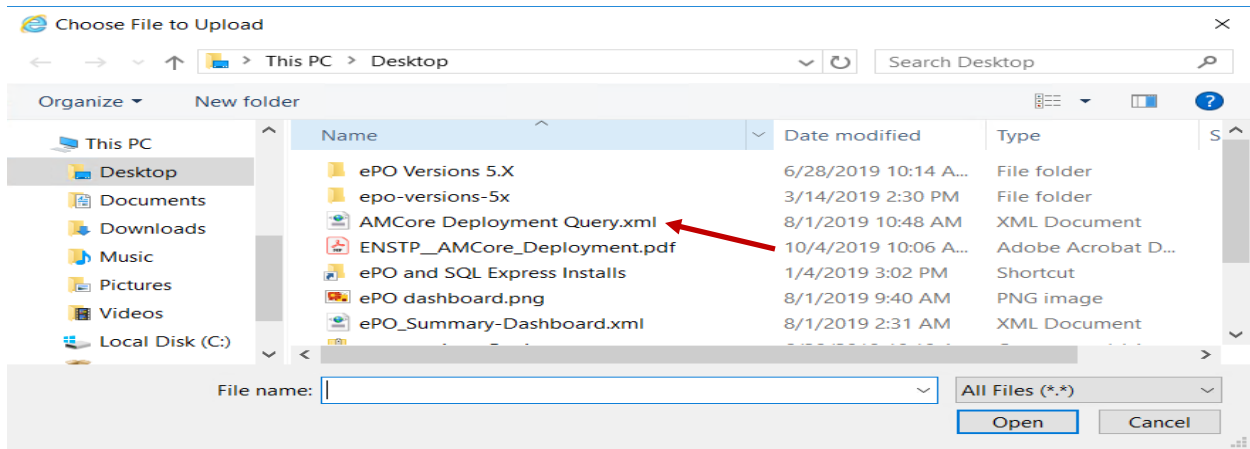 Choose File to Upload
This PC > Desktop
Search Desktop
Organize
New folder
Name Date modified Type S
This PC
Desktop
Documents
Downloads
Music
Pictures
Videos
Local Disk (C:)
ePO Versions 5.X 6/28/2019 10:14 A... File folder
epo-versions-5x 3/14/2019 2:30 PM File folder
AMCore Deployment Query.xml 8/1/2019 10:48 AM XML Document
ENSTP__AMCore_Deployment.pdf 10/4/2019 10:06 A... Adobe Acrobat D...
ePO and SQL Express Installs 1/4/2019 3:02 PM Shortcut
ePO dashboard.png 8/1/2019 9:40 AM PNG image
ePO_Summary-Dashboard.xml 8/1/2019 2:31 AM XML Document
File name:
All Files (*.*)
Open Cancel